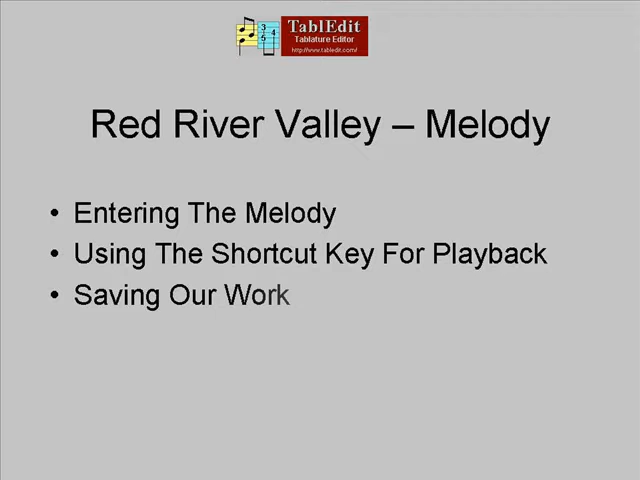 TablEdit
Tablature Editor
http://www.tabledit.com/
Red River Valley – Melody
• Entering The Melody
• Using The Shortcut Key For Playback
• Saving Our Work